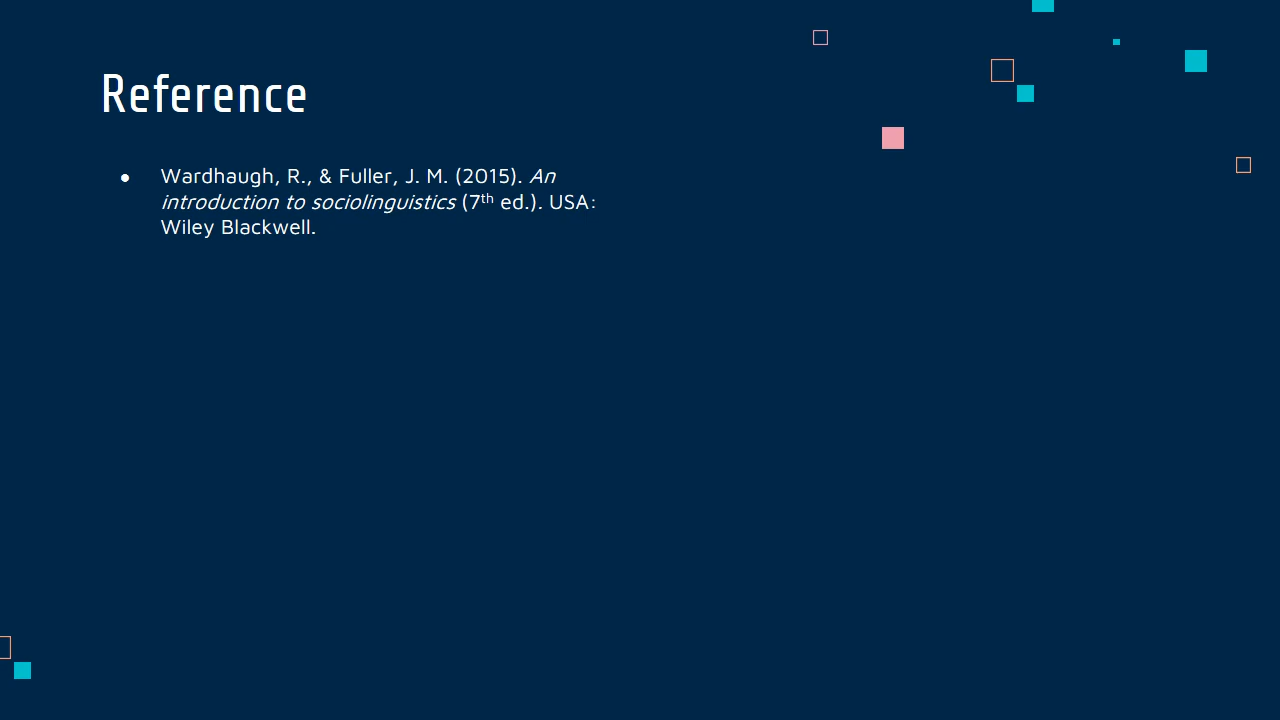 Reference
● Wardhaugh, R., & Fuller, J. M. (2015). An
introduction to sociolinguistics (7th ed.). USA:
Wiley Blackwell.